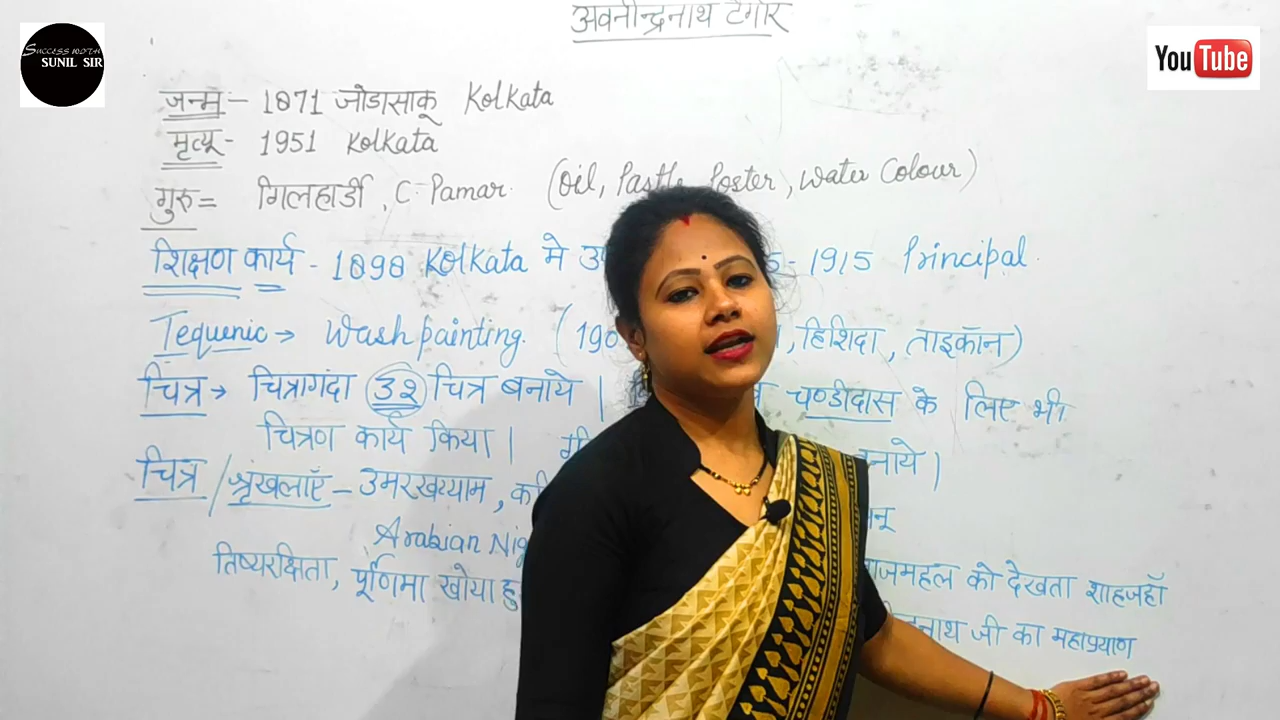 SUCCESS WITH
SUNIL SIR
YouTube
अवनीन्द्रनाथ टैगोर
जन्म - 1871 जोडासाकू Kolkata
मृत्यू - 1951 Kolkata
गुरु = गिलहार्डी , C. Pamar. (Oil, Pastle, Poster, Water Colour)
शिक्षण कार्य - 1898 Kolkata मे 5 - 1915 Principal.
Tequenic → Wash painting. (190 , हिशिदा , ताइकॉन)
चित्र → चित्रागंदा 32 चित्र बनाये | चण्डीदास के लिए भी
चित्रण कार्य किया |
चित्र / श्रृंखलाएँ - उमरखय्याम ,
Arabian
तिष्यरक्षिता, पूर्णिमा खोया को देखता शाहजहाँ
जी का महाप्रयाण